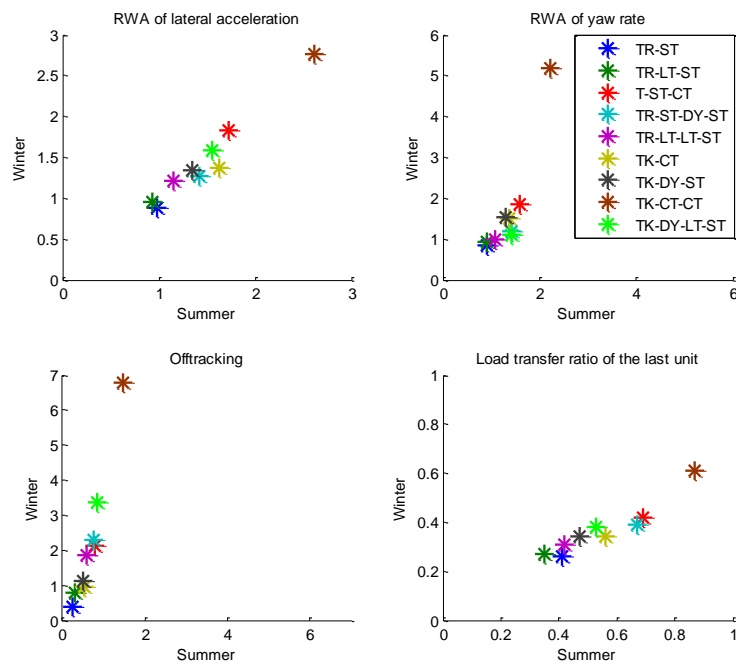 RWA of lateral acceleration
3
2.5
2
1.5
1
0.5
0
0
1
2
3
Winter
Summer
RWA of yaw rate
6
5
4
3
2
1
0
0
2
4
6
Winter
Summer
TR-ST
TR-LT-ST
T-ST-CT
TR-ST-DY-ST
TR-LT-LT-ST
TK-CT
TK-DY-ST
TK-CT-CT
TK-DY-LT-ST
Offtracking
7
6
5
4
3
2
1
0
0
2
4
6
Winter
Summer
Load transfer ratio of the last unit
1
0.8
0.6
0.4
0.2
0
0
0.2
0.4
0.6
0.8
1
Winter
Summer